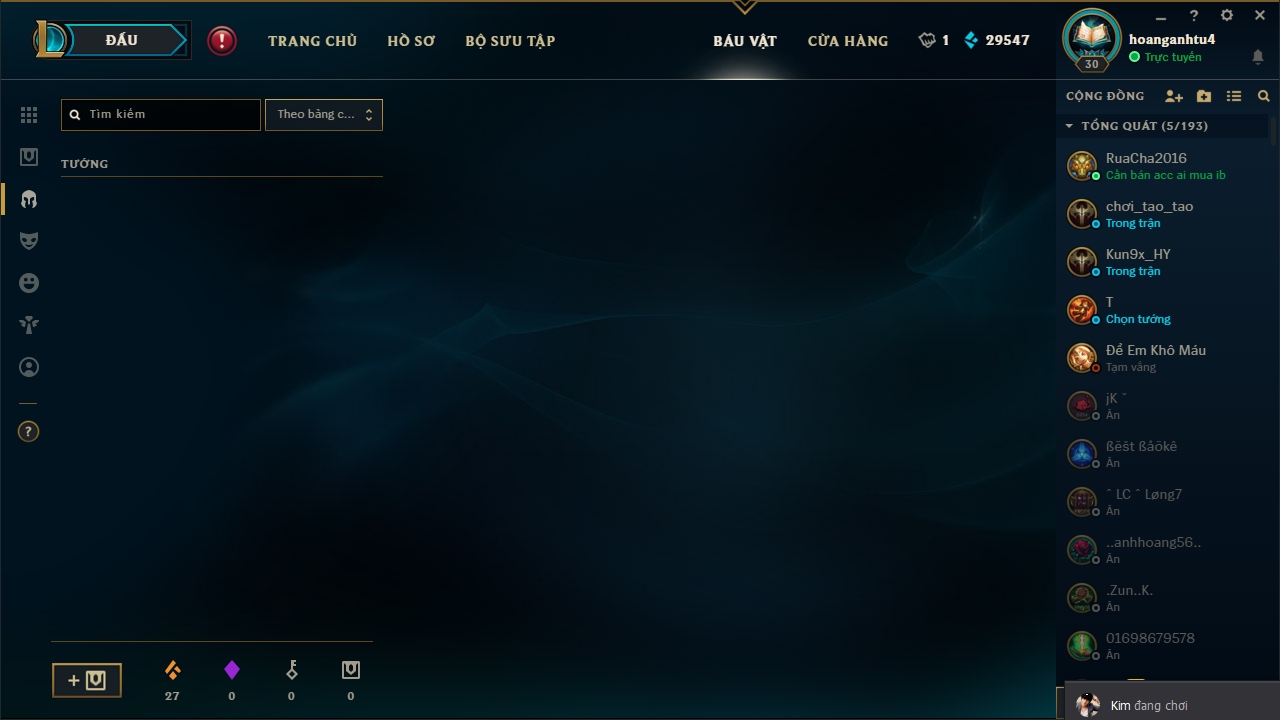 ĐẤU
TRANG CHỦ
HỒ SƠ
BỘ SƯU TẬP
BÁU VẬT
CỬA HÀNG
1
29547
30
hoanganhtu4
Trực tuyến
Tìm kiếm
Theo bảng c...
TƯỚNG
27
0
0
0
CỘNG ĐỒNG
TỔNG QUÁT (5/193)
RuaCha2016
Cần bán acc ai mua ib
chơi_tao_tao
Trong trận
Kun9x_HY
Trong trận
T
Chọn tướng
Để Em Khô Máu
Tạm vắng
jK ˇ
Ẩn
ßëšt ßåökê
Ẩn
ˆ LC ˆ Løng7
Ẩn
..anhhoang56..
Ẩn
.Zun..K.
Ẩn
01698679578
Ẩn
Kim đang chơi